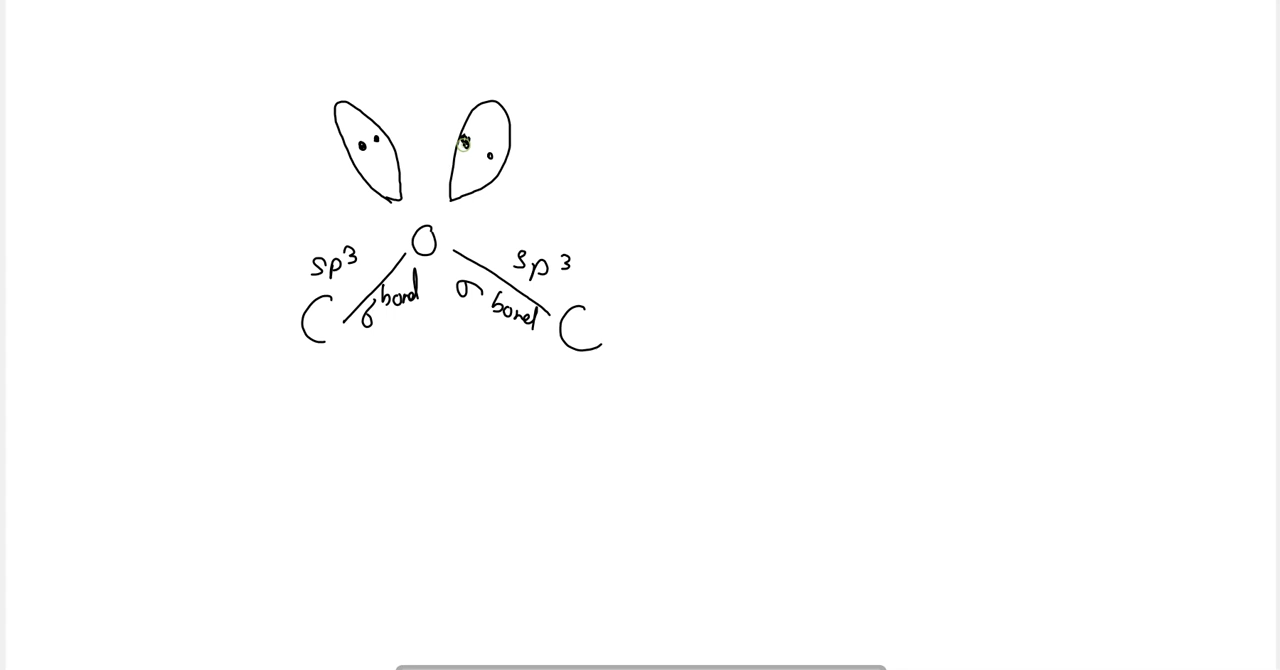 O
sp³ sp³
σ bond σ bond
C C